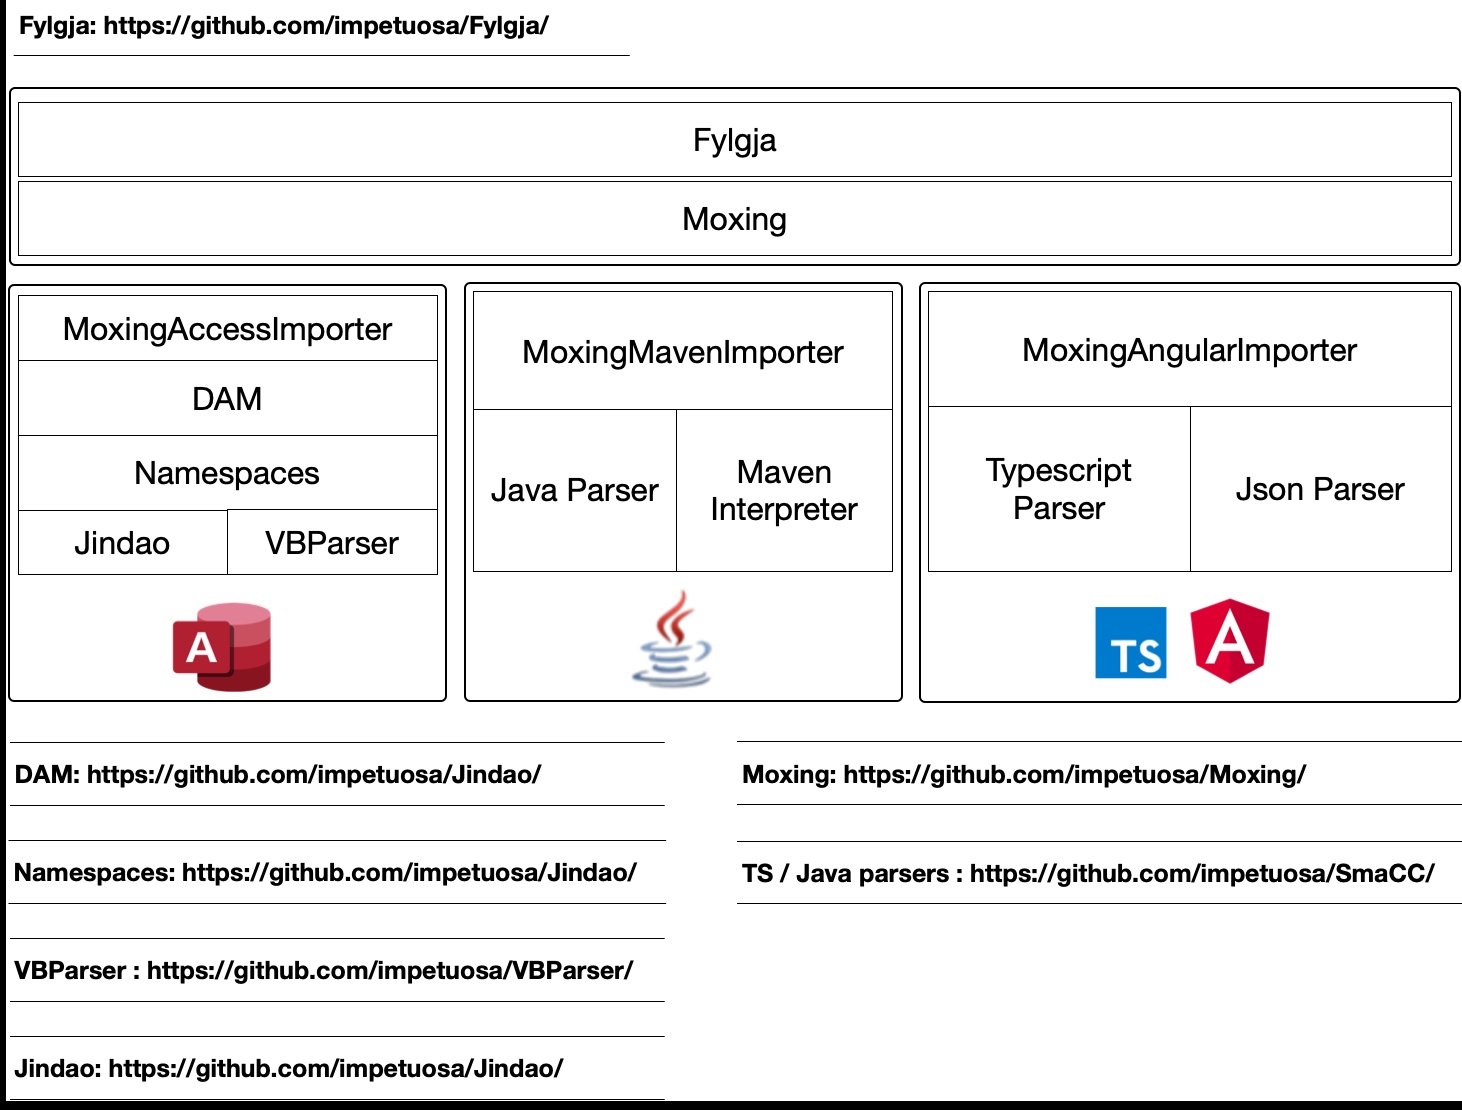 Fylgja: https://github.com/impetuosa/Fylgja/
Fylgja
Moxing
MoxingAccessImporter
DAM
Namespaces
Jindao
VBParser
A
MoxingMavenImporter
Java Parser
Maven
Interpreter
MoxingAngularImporter
Typescript
Parser
Json Parser
TS
A
DAM: https://github.com/impetuosa/Jindao/
Namespaces: https://github.com/impetuosa/Jindao/
VBParser : https://github.com/impetuosa/VBParser/
Jindao: https://github.com/impetuosa/Jindao/
Moxing: https://github.com/impetuosa/Moxing/
TS / Java parsers : https://github.com/impetuosa/SmaCC/